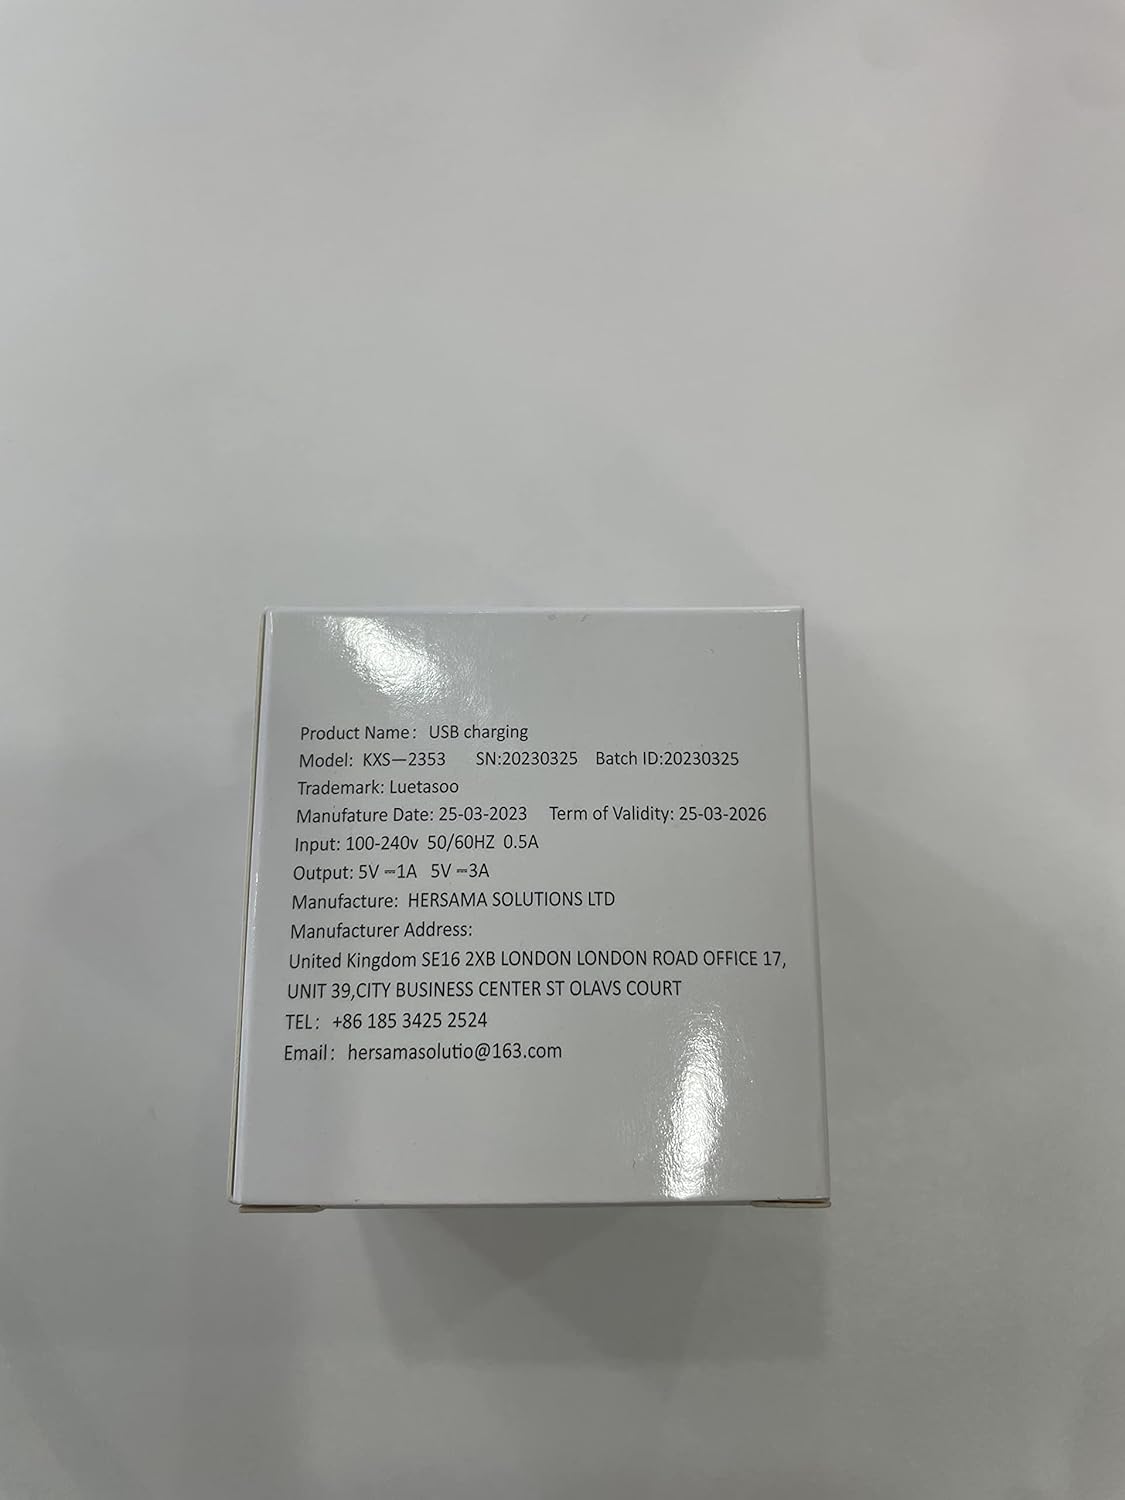 Product Name： USB charging
Model: KXS—2353 SN:20230325 Batch ID:20230325
Trademark: Luetasoo
Manufature Date: 25-03-2023 Term of Validity: 25-03-2026
Input: 100-240v 50/60HZ 0.5A
Output: 5V ⎓1A 5V ⎓3A
Manufacture: HERSAMA SOLUTIONS LTD
Manufacturer Address:
United Kingdom SE16 2XB LONDON LONDON ROAD OFFICE 17,
UNIT 39,CITY BUSINESS CENTER ST OLAVS COURT
TEL： +86 185 3425 2524
Email： hersamasolutio@163.com